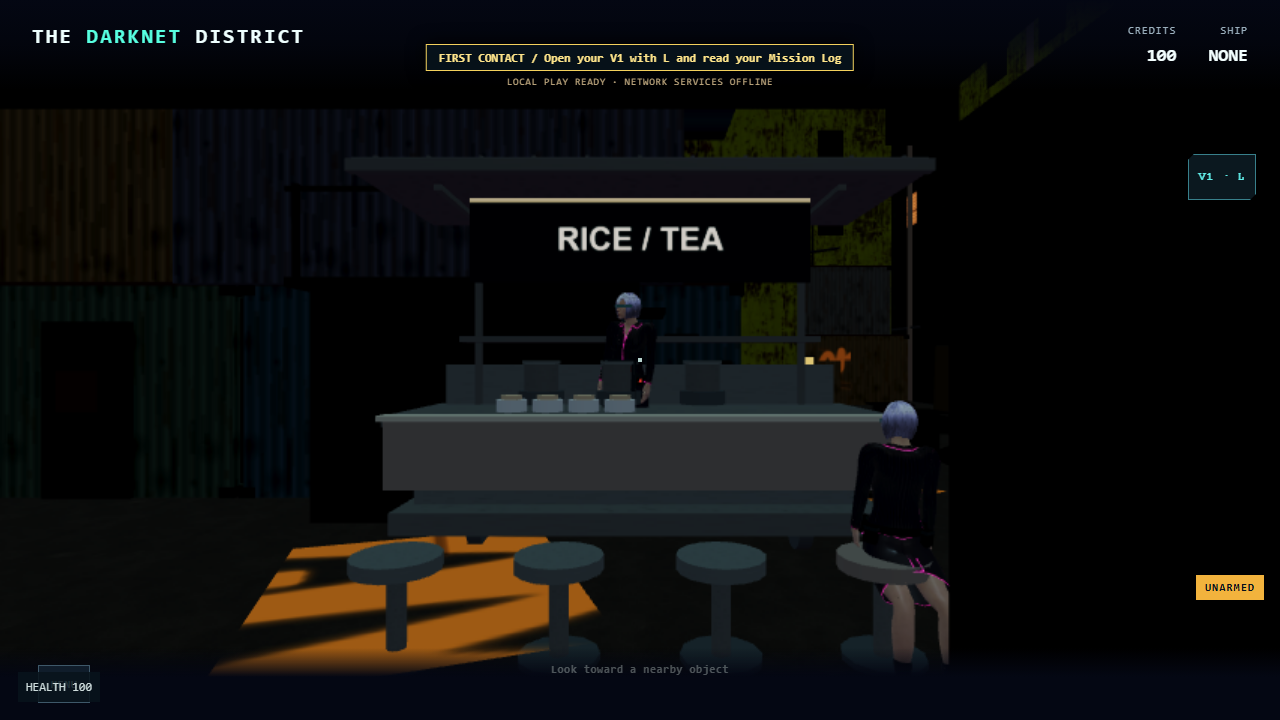 THE DARKNET DISTRICT
CREDITS
100
SHIP
NONE
FIRST CONTACT / Open your V1 with L and read your Mission Log
LOCAL PLAY READY · NETWORK SERVICES OFFLINE
V1 · L
RICE / TEA
UNARMED
Look toward a nearby object
HEALTH 100